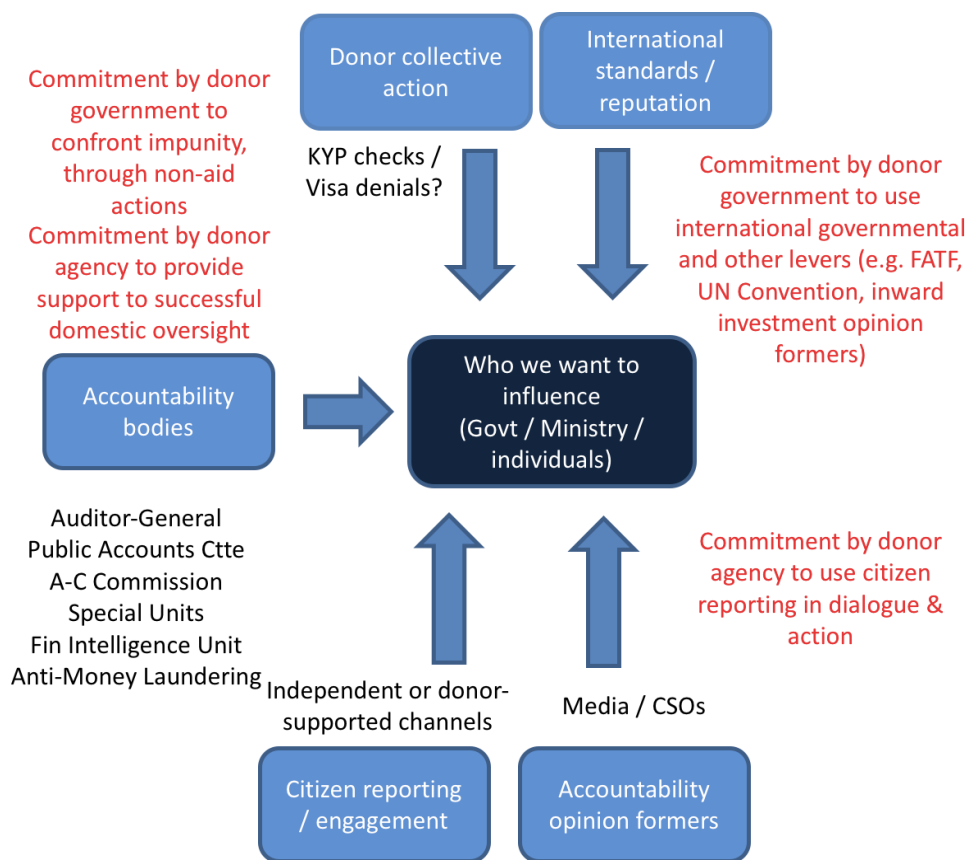 Donor collective
action
International
standards /
reputation
Commitment by donor
government to
confront impunity,
through non-aid
actions
Commitment by donor
agency to provide
support to successful
domestic oversight
KYP checks /
Visa denials?
Commitment by donor
government to use
international governmental
and other levers (e.g. FATF,
UN Convention, inward
investment opinion
formers)
Accountability
bodies
Who we want to
influence
(Govt / Ministry /
individuals)
Auditor-General
Public Accounts Ctte
A-C Commission
Special Units
Fin Intelligence Unit
Anti-Money Laundering
Commitment by donor
agency to use citizen
reporting in dialogue &
action
Independent or donor-
supported channels
Media / CSOs
Citizen reporting
/ engagement
Accountability
opinion formers